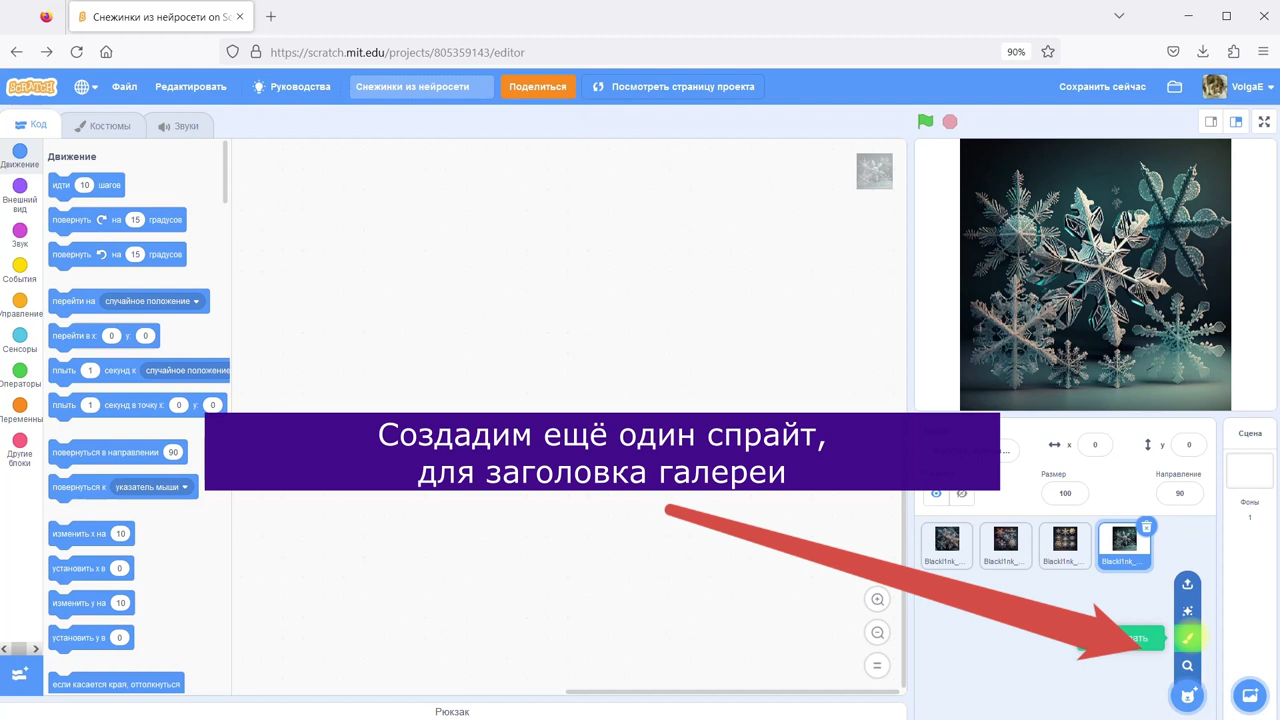 Снежинки из нейросети on Sc
https://scratch.mit.edu/projects/805359143/editor
90%
SCRATCH
Файл
Редактировать
Руководства
Снежинки из нейросети
Поделиться
Посмотреть страницу проекта
Сохранить сейчас
VolgaE
Код
Костюмы
Звуки
Движение
Внешний вид
Звук
События
Управление
Сенсоры
Операторы
Переменны
Другие блоки
Движение
идти 10 шагов
повернуть на 15 градусов
повернуть на 15 градусов
перейти на случайное положение
перейти в x: 0 y: 0
плыть 1 секунд к случайное положение
плыть 1 секунд в точку x: 0 y: 0
повернуться в направлении 90
повернуться к указатель мыши
изменить x на 10
установить x в 0
изменить y на 10
установить y в 0
если касается края, оттолкнуться
Создадим ещё один спрайт,
для заголовка галереи
x 0
y 0
Размер
100
Направление
90
Blackl1nk_...
Blackl1nk_...
Blackl1nk_...
Blackl1nk_...
Сцена
Фоны
1
Рюкзак